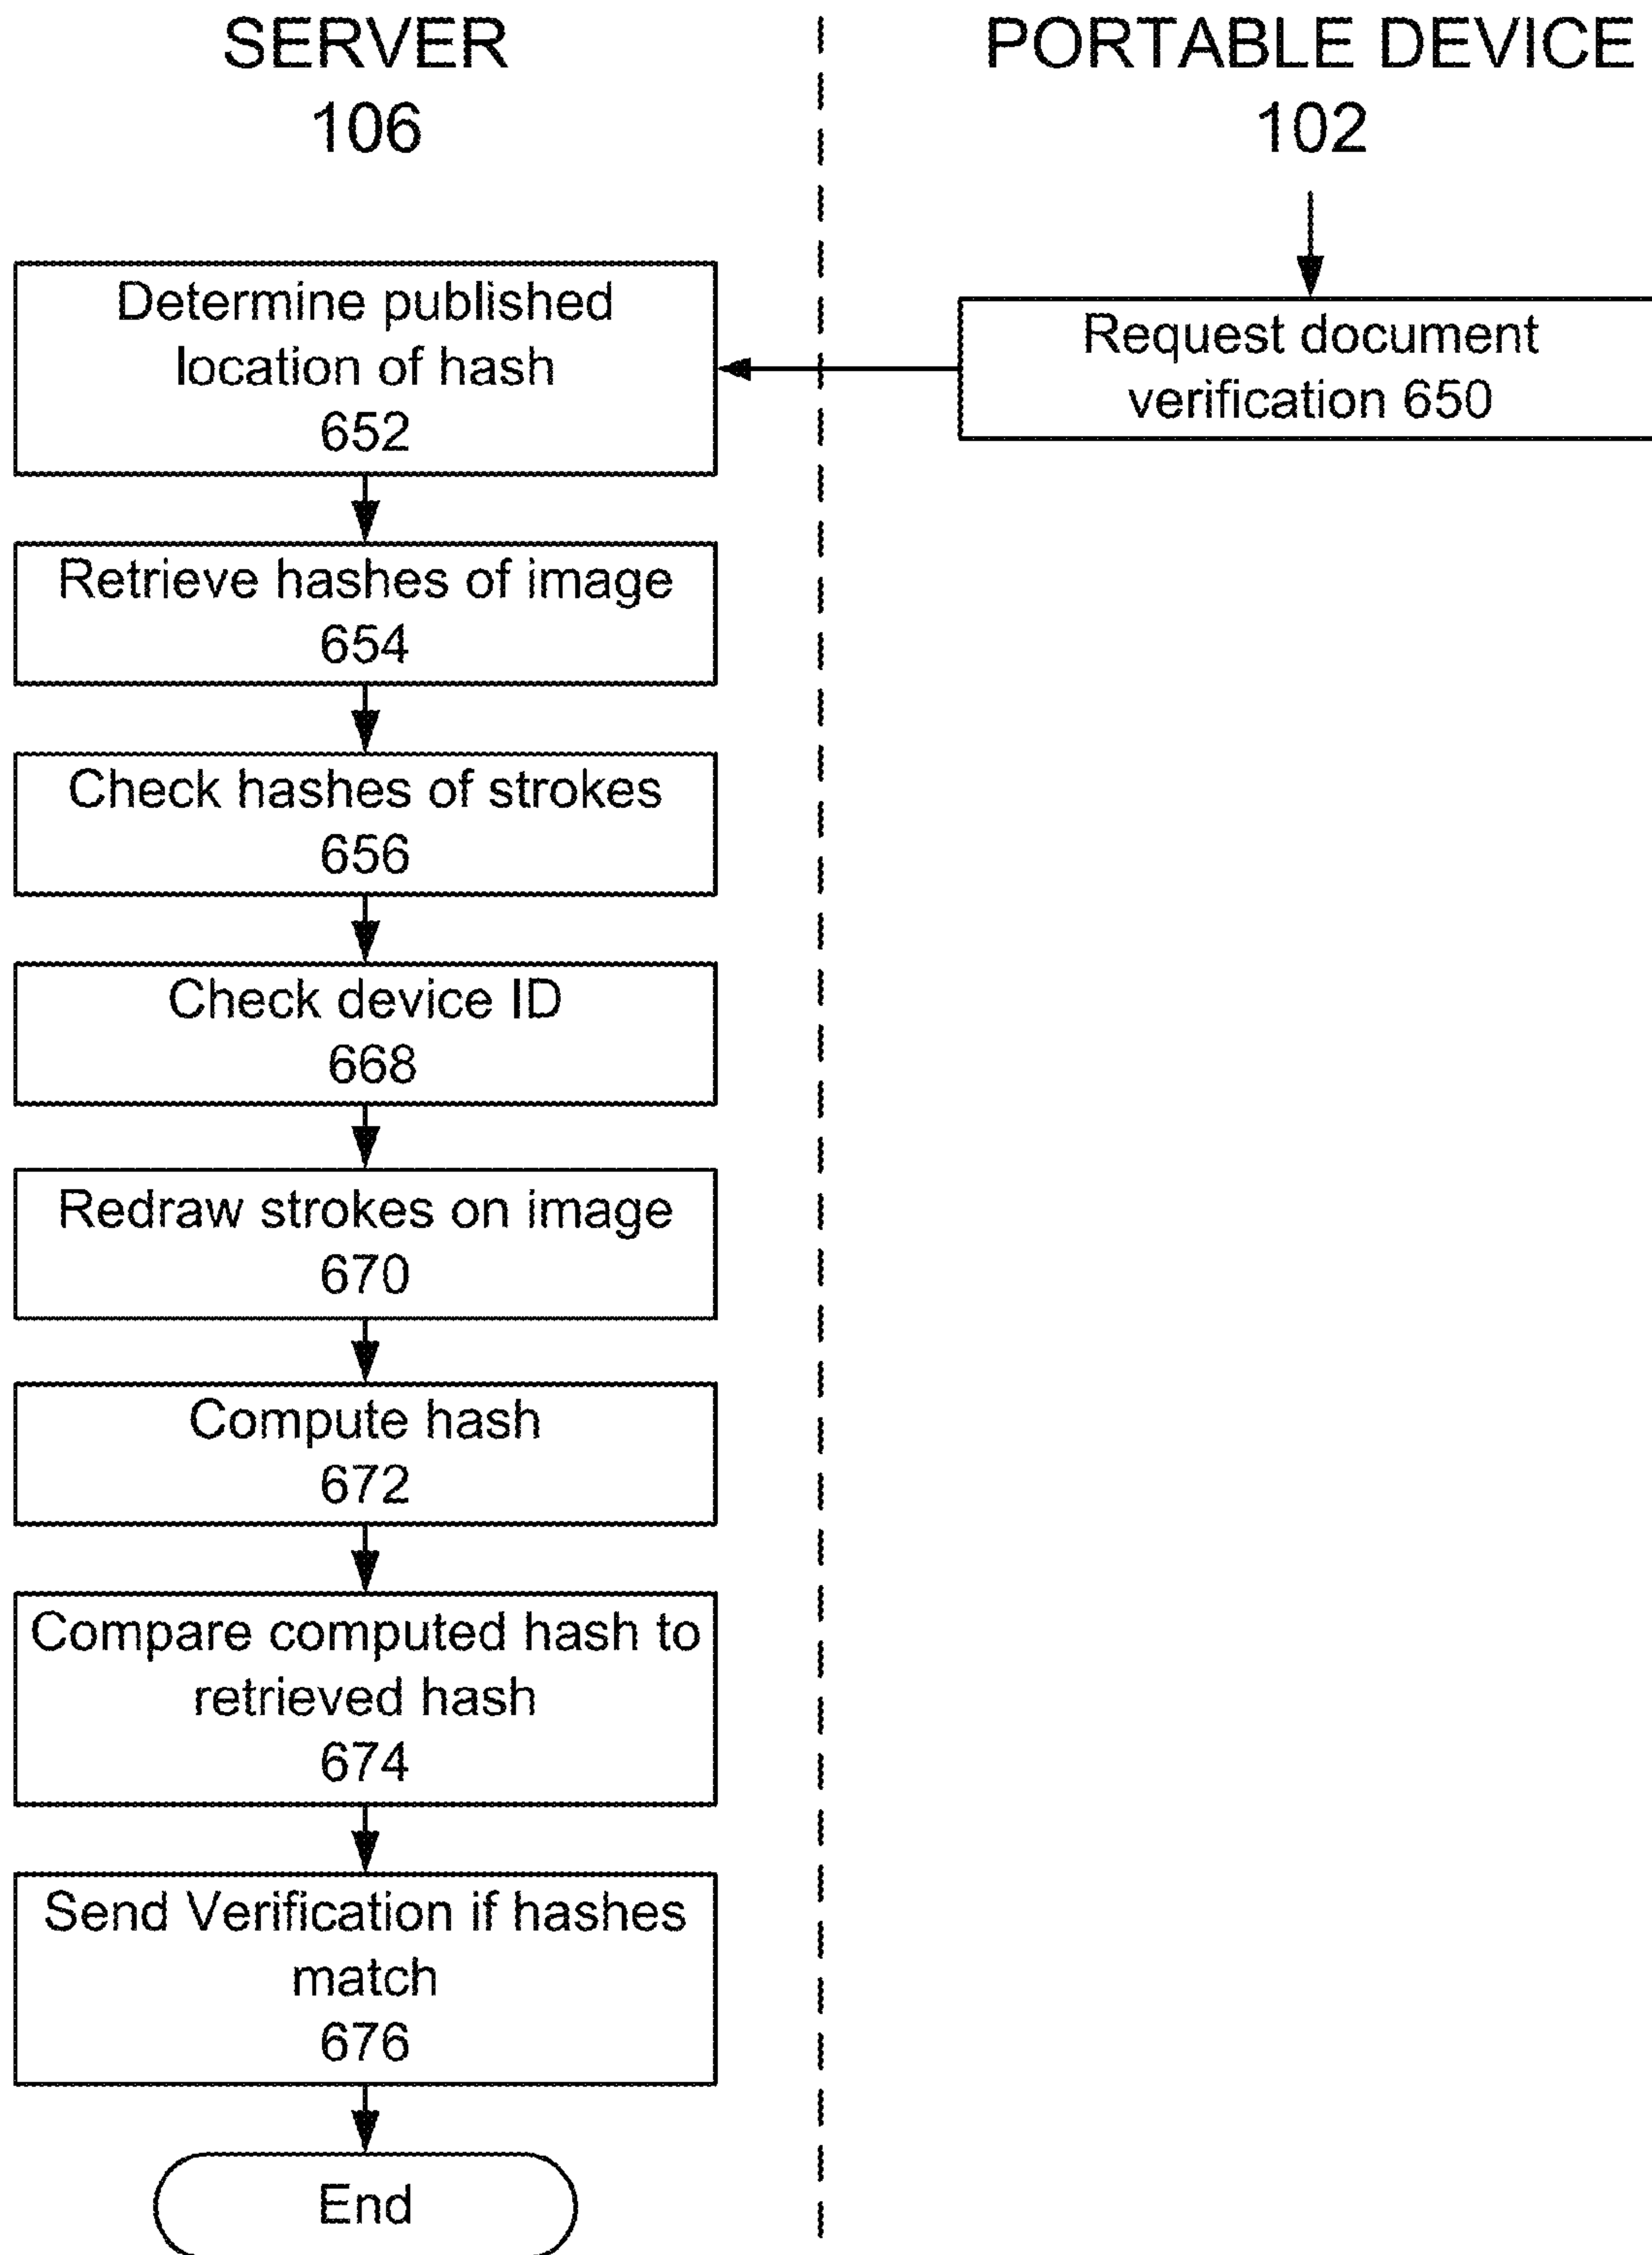 SERVER
106
PORTABLE DEVICE
102
Request document
verification 650
Determine published
location of hash
652
Retrieve hashes of image
654
Check hashes of strokes
656
Check device ID
668
Redraw strokes on image
670
Compute hash
672
Compare computed hash to
retrieved hash
674
Send Verification if hashes
match
676
End